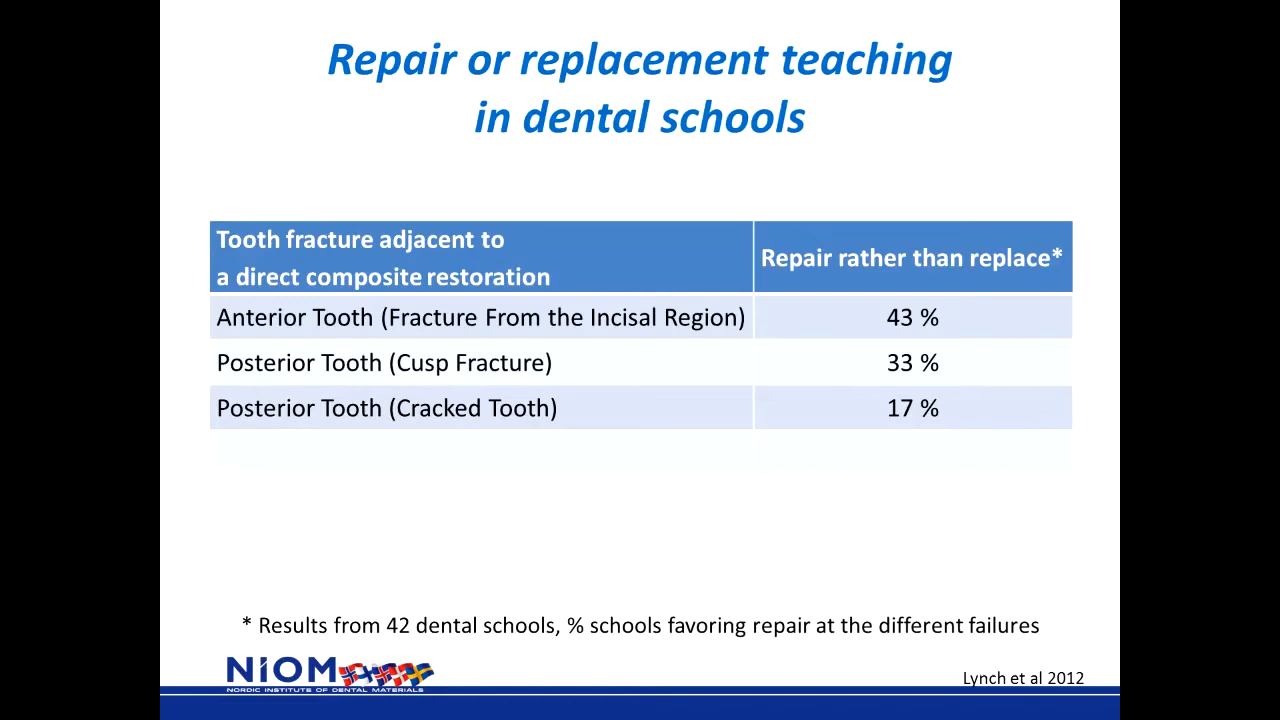 Repair or replacement teaching
in dental schools
Tooth fracture adjacent to
a direct composite restoration
Repair rather than replace*
Anterior Tooth (Fracture From the Incisal Region)
43 %
Posterior Tooth (Cusp Fracture)
33 %
Posterior Tooth (Cracked Tooth)
17 %
* Results from 42 dental schools, % schools favoring repair at the different failures
NIOM
NORDIC INSTITUTE OF DENTAL MATERIALS
Lynch et al 2012